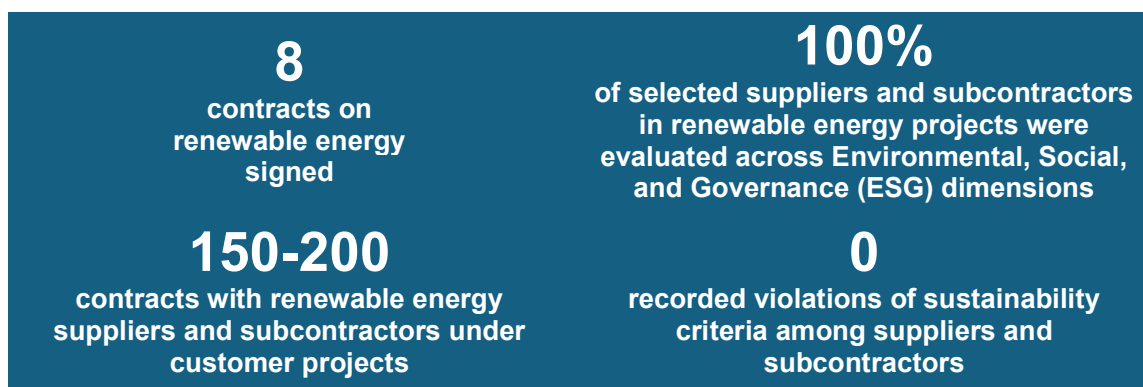 8
contracts on
renewable energy
signed
100%
of selected suppliers and subcontractors
in renewable energy projects were
evaluated across Environmental, Social,
and Governance (ESG) dimensions
150-200
contracts with renewable energy
suppliers and subcontractors under
customer projects
0
recorded violations of sustainability
criteria among suppliers and
subcontractors